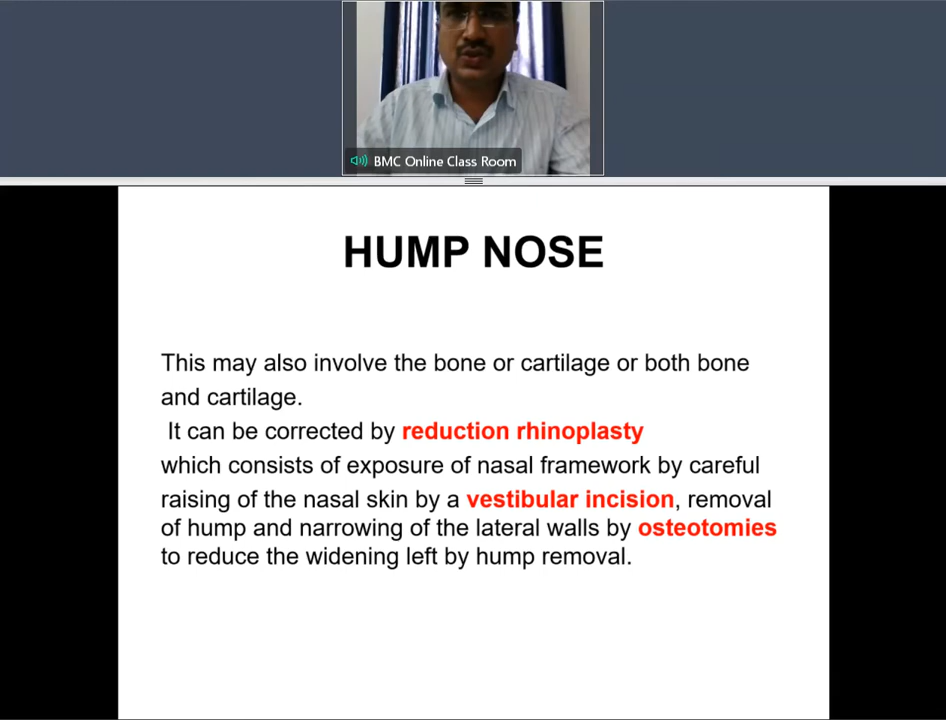 BMC Online Class Room
HUMP NOSE
This may also involve the bone or cartilage or both bone
and cartilage.
It can be corrected by reduction rhinoplasty
which consists of exposure of nasal framework by careful
raising of the nasal skin by a vestibular incision, removal
of hump and narrowing of the lateral walls by osteotomies
to reduce the widening left by hump removal.